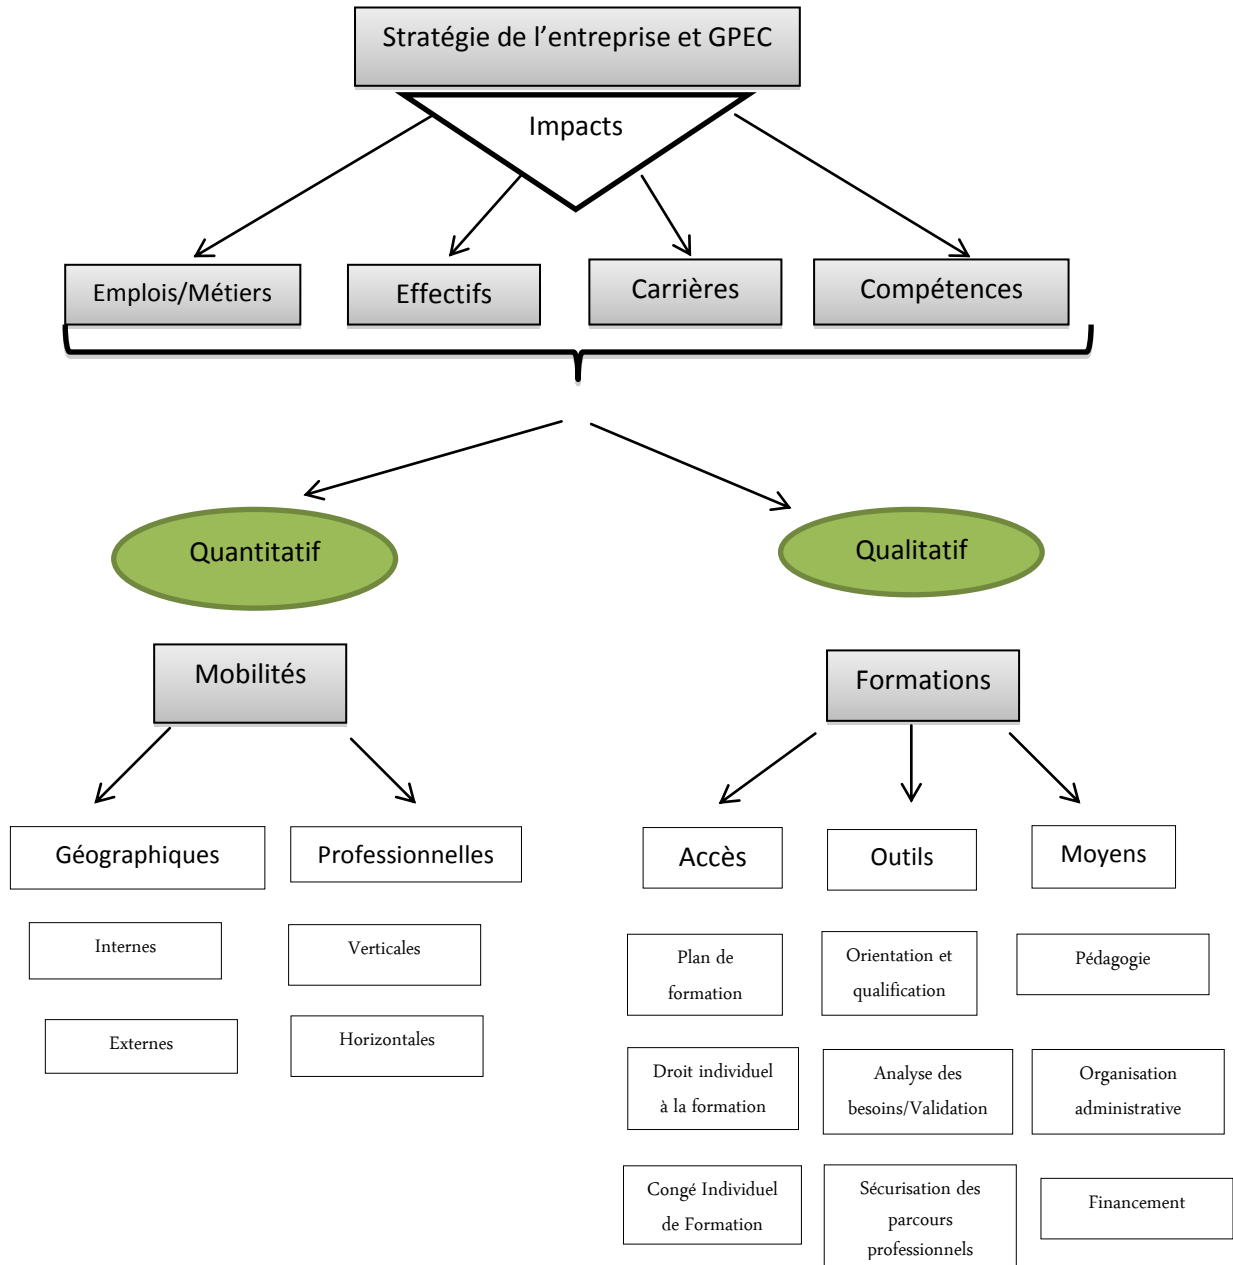 Stratégie de l'entreprise et GPEC
Impacts
Emplois/Métiers
Effectifs
Carrières
Compétences
Quantitatif
Qualitatif
Mobilités
Formations
Géographiques
Professionnelles
Accès
Outils
Moyens
Internes
Verticales
Plan de
formation
Orientation et
qualification
Pédagogie
Externes
Horizontales
Droit individuel
à la formation
Analyse des
besoins/Validation
Organisation
administrative
Congé Individuel
de Formation
Sécurisation des
parcours
professionnels
Financement